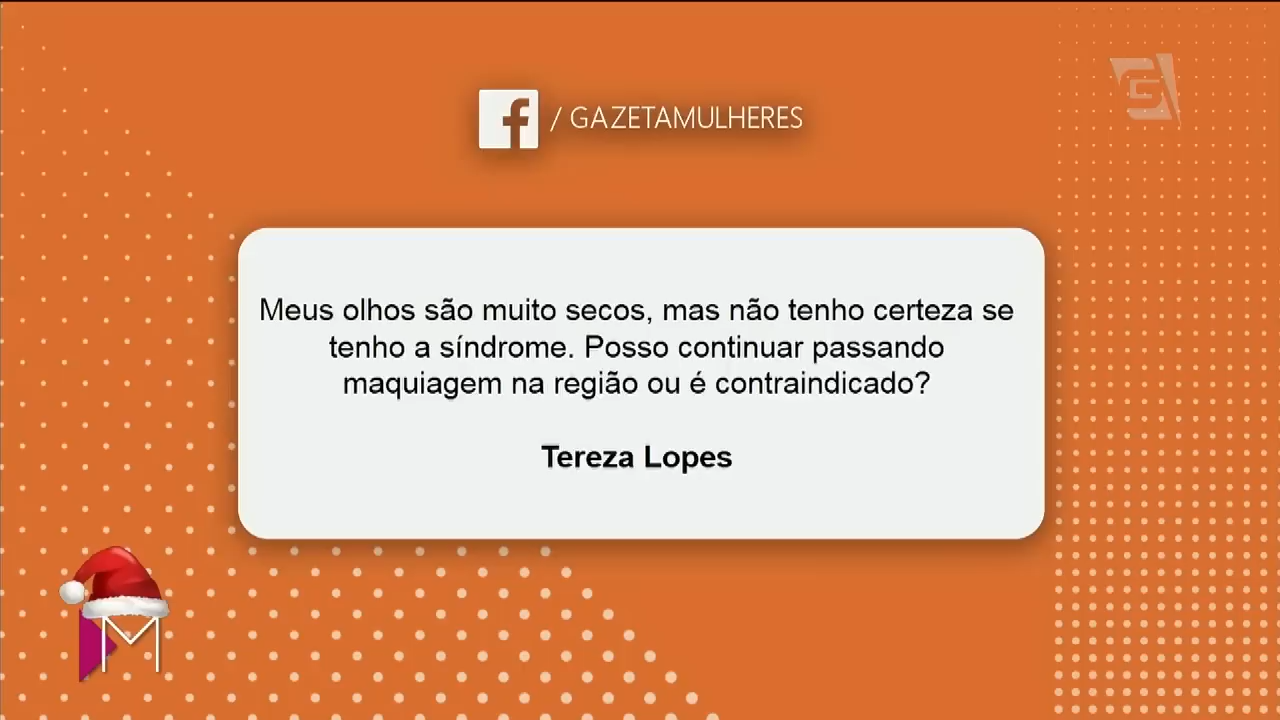 / GAZETAMULHERES
Meus olhos são muito secos, mas não tenho certeza se
tenho a síndrome. Posso continuar passando
maquiagem na região ou é contraindicado?
Tereza Lopes